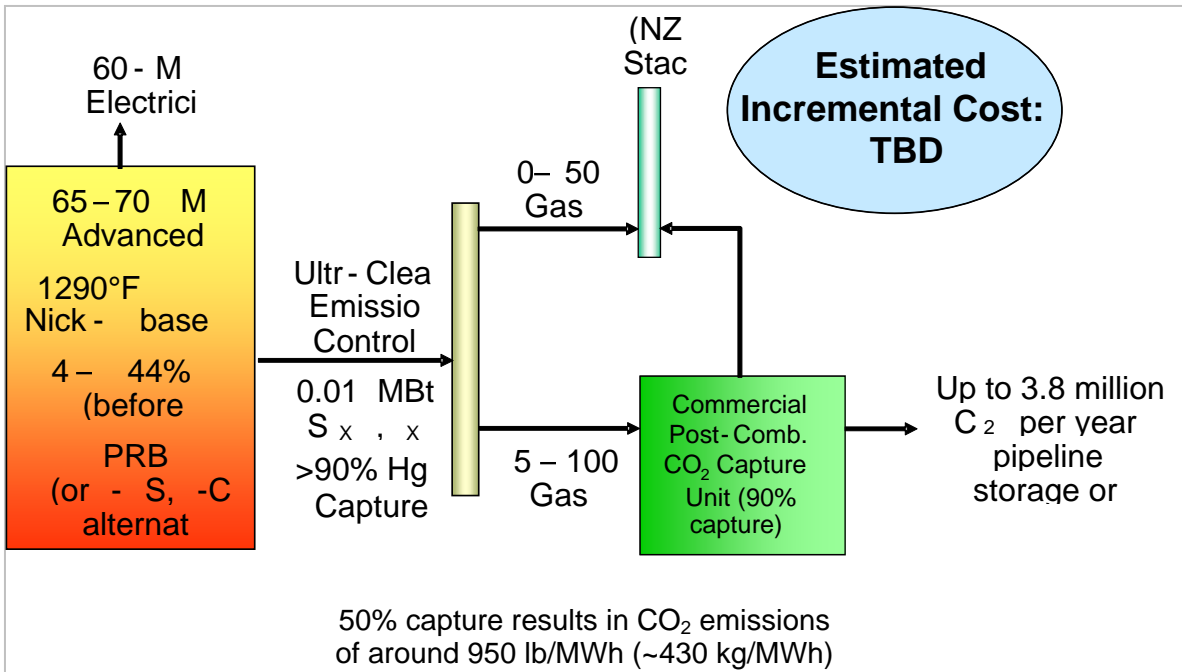 60 - M
Electrici
65 – 70 M
Advanced
1290°F
Nick - base
4 – 44%
(before
PRB
(or - S, -C
alternat
Ultr - Clea
Emissio
Control
0.01 MBt
S x , x
>90% Hg
Capture
0– 50
Gas
5 – 100
Gas
(NZ
Stac
Estimated
Incremental Cost:
TBD
Commercial
Post - Comb.
CO₂ Capture
Unit (90%
capture)
Up to 3.8 million
C ₂ per year
pipeline
storage or
50% capture results in CO₂ emissions
of around 950 lb/MWh (~430 kg/MWh)